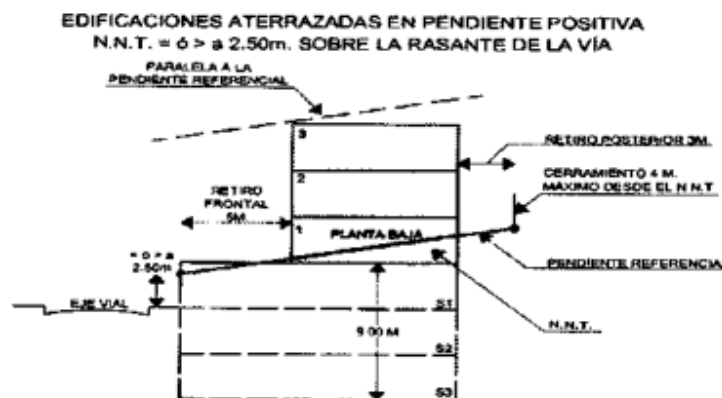 EDIFICACIONES ATERRAZADAS EN PENDIENTE POSITIVA
N.N.T. = ó > a 2.50m. SOBRE LA RASANTE DE LA VÍA
PARALELA A LA
PENDIENTE REFERENCIAL
3
RETIRO POSTERIOR 3M.
2
CERRAMIENTO 4 M.
MÁXIMO DESDE EL N.N.T
RETIRO
FRONTAL
5M
1
PLANTA BAJA
= ó > a
2.50m
PENDIENTE REFERENCIA
EJE VIAL
S1
N.N.T.
9.00 M
S2
S3